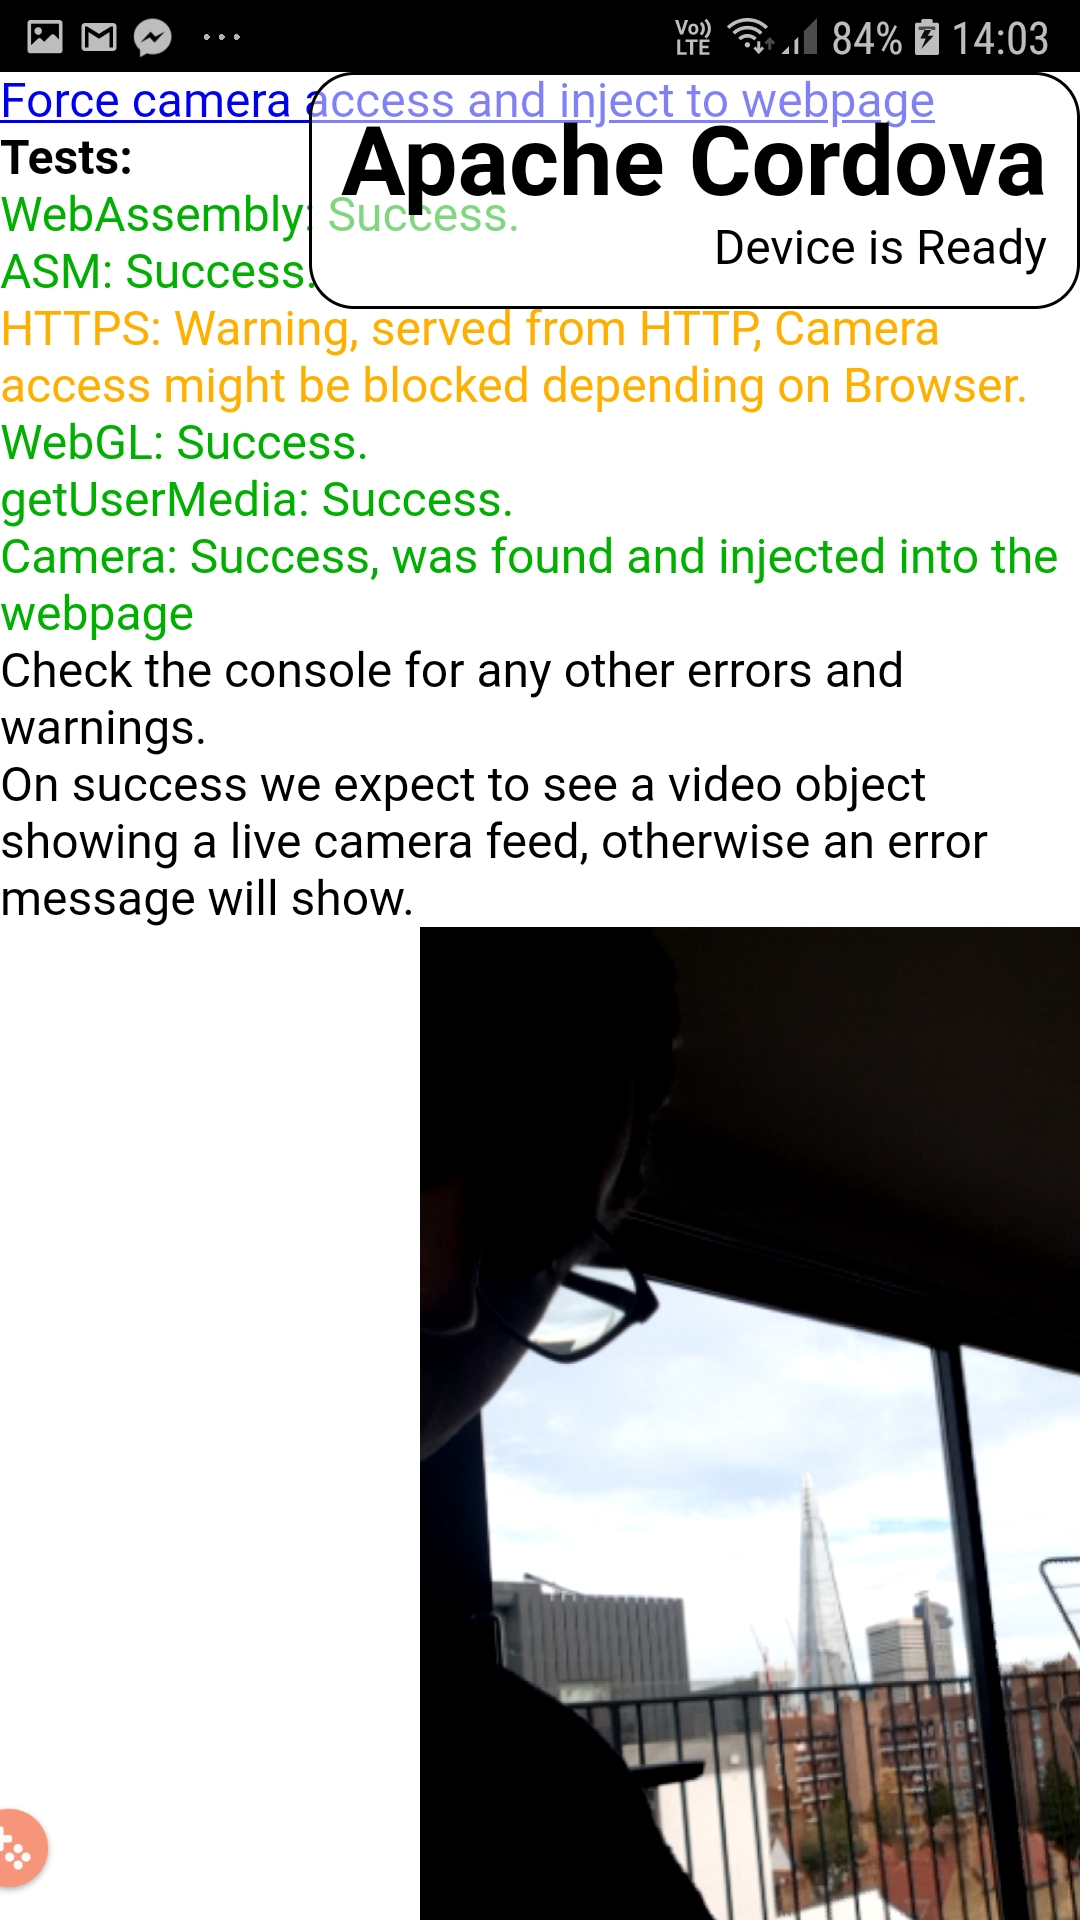 Vo)) LTE 84% 14:03
Force camera access and inject to webpage
Apache Cordova
Device is Ready
Tests:
WebAssembly: Success.
ASM: Success.
HTTPS: Warning, served from HTTP, Camera
access might be blocked depending on Browser.
WebGL: Success.
getUserMedia: Success.
Camera: Success, was found and injected into the
webpage
Check the console for any other errors and
warnings.
On success we expect to see a video object
showing a live camera feed, otherwise an error
message will show.